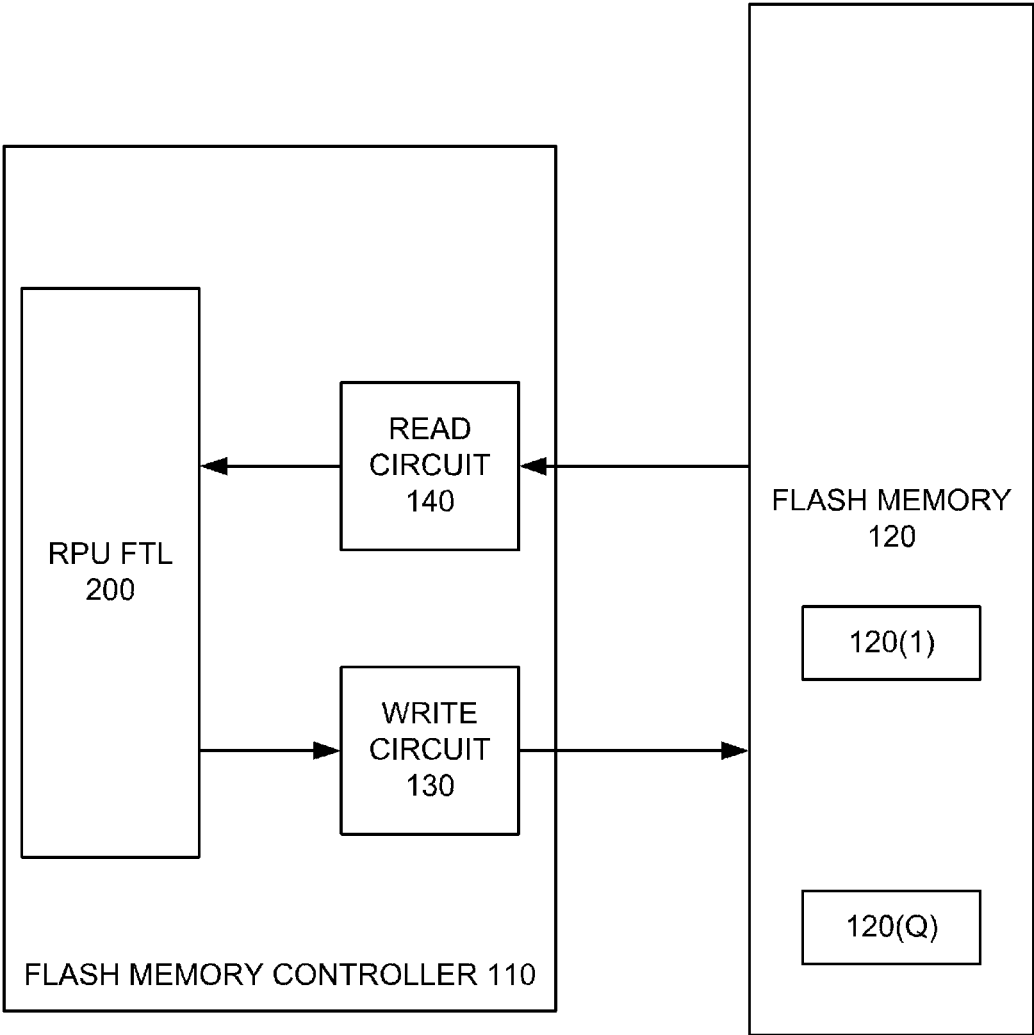 READ
CIRCUIT
140
RPU FTL
200
WRITE
CIRCUIT
130
FLASH MEMORY CONTROLLER 110
FLASH MEMORY
120
120(1)
120(Q)